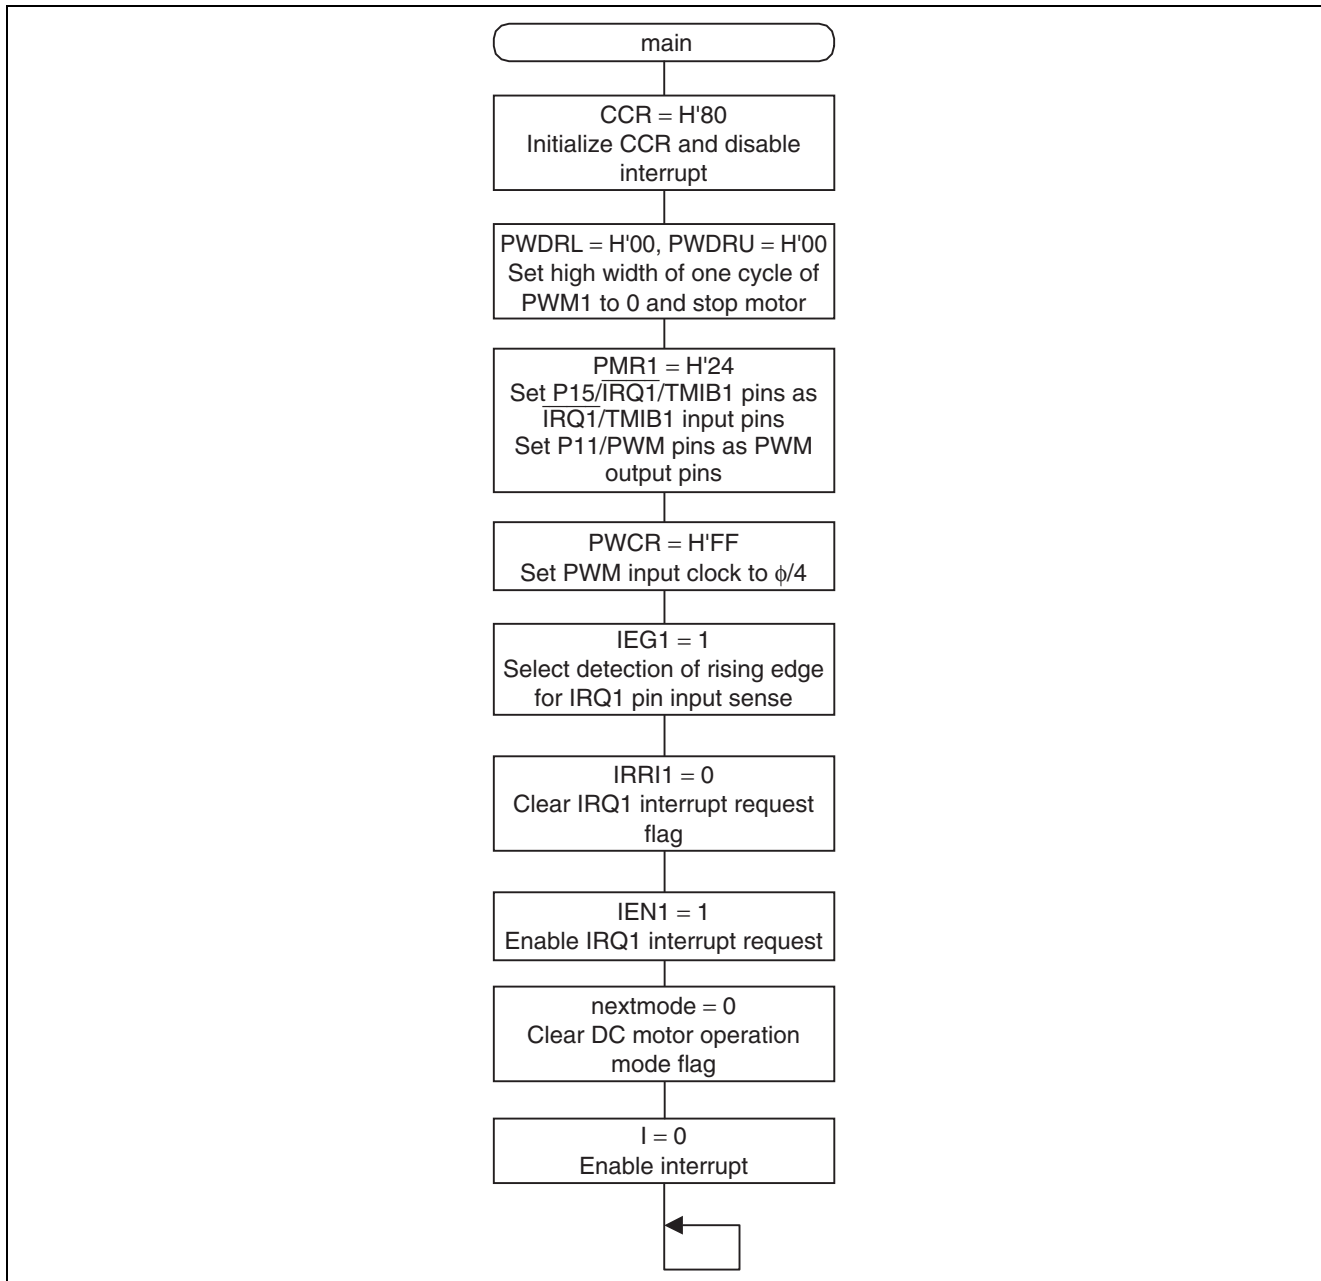 main
CCR = H'80
Initialize CCR and disable
interrupt
PWDRL = H'00, PWDRU = H'00
Set high width of one cycle of
PWM1 to 0 and stop motor
PMR1 = H'24
Set P15/I̅R̅Q̅1̅/TMIB1 pins as
I̅R̅Q̅1̅/TMIB1 input pins
Set P11/PWM pins as PWM
output pins
PWCR = H'FF
Set PWM input clock to ϕ/4
IEG1 = 1
Select detection of rising edge
for IRQ1 pin input sense
IRRI1 = 0
Clear IRQ1 interrupt request
flag
IEN1 = 1
Enable IRQ1 interrupt request
nextmode = 0
Clear DC motor operation
mode flag
I = 0
Enable interrupt